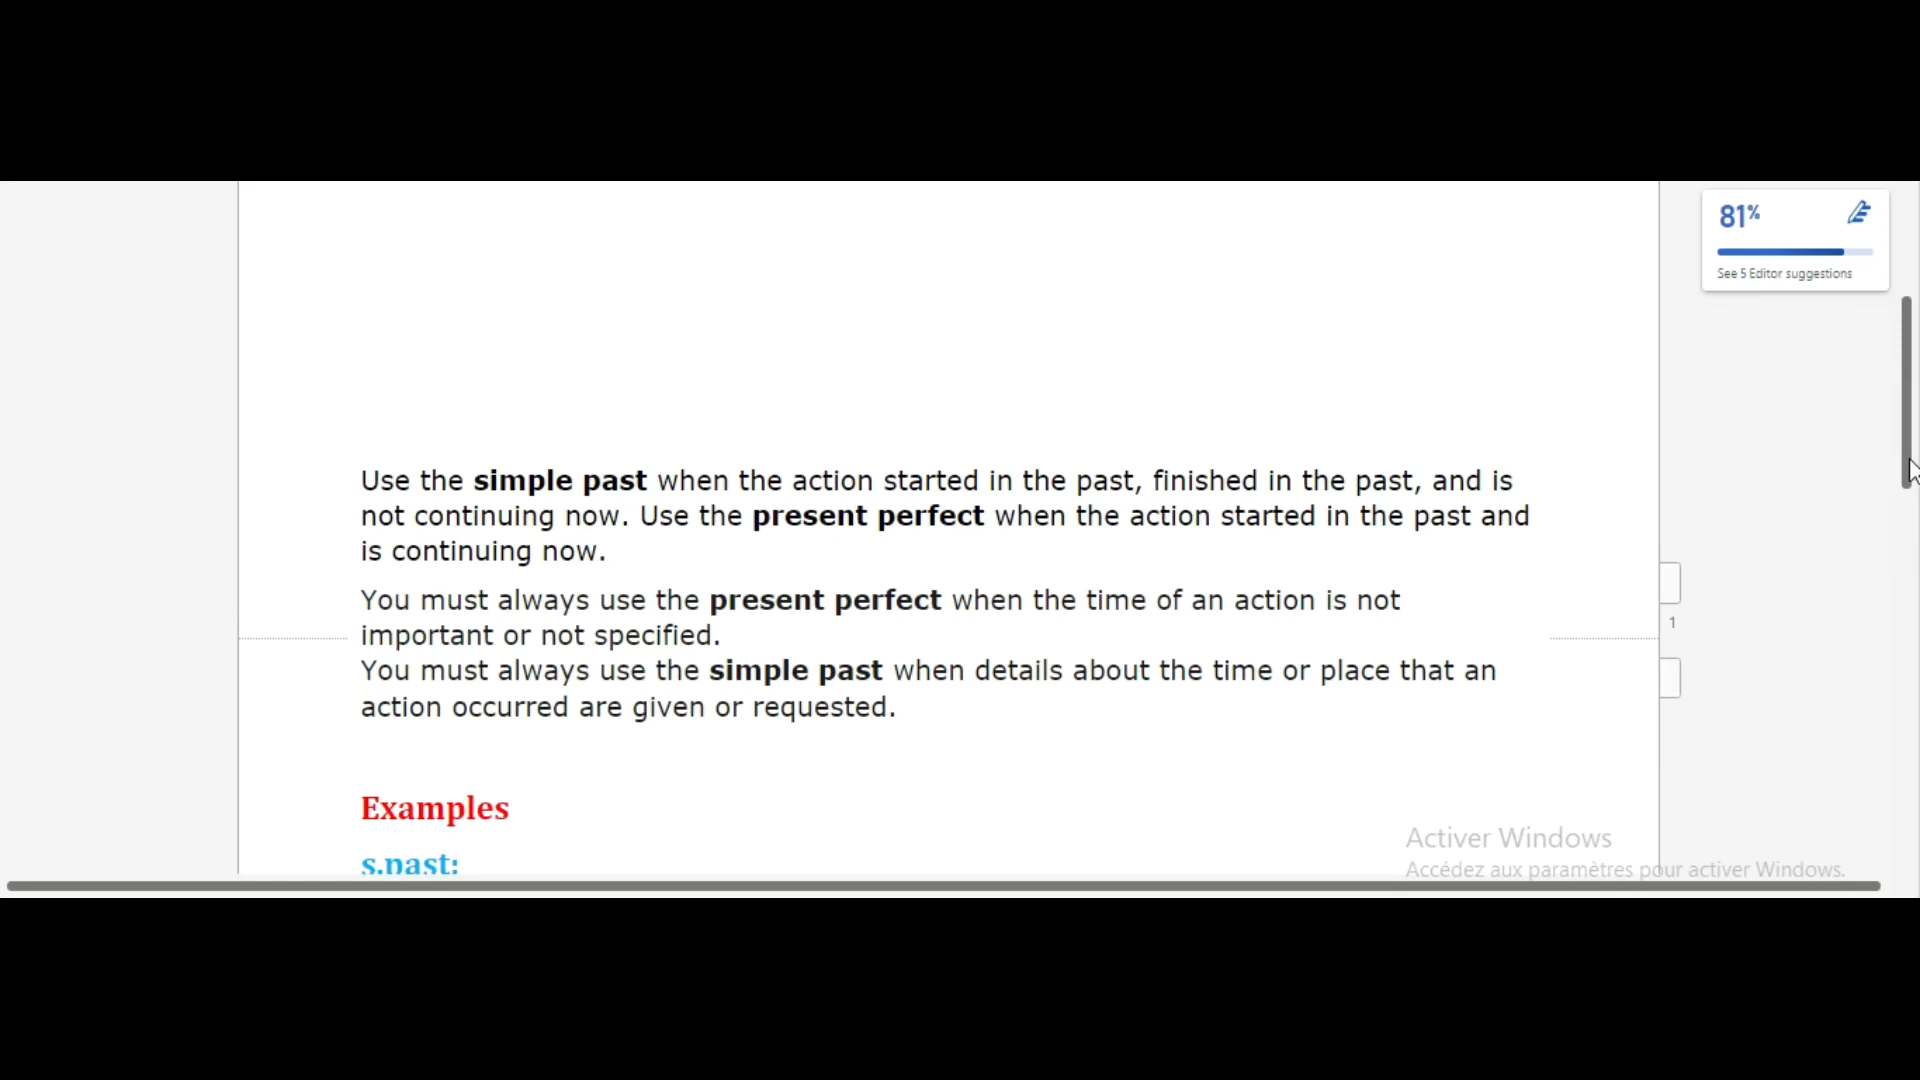 81%
See 5 Editor suggestions
Use the simple past when the action started in the past, finished in the past, and is
not continuing now. Use the present perfect when the action started in the past and
is continuing now.
You must always use the present perfect when the time of an action is not
important or not specified.
You must always use the simple past when details about the time or place that an
action occurred are given or requested.
1
Examples
s.past:
Activer Windows
Accédez aux paramètres pour activer Windows.